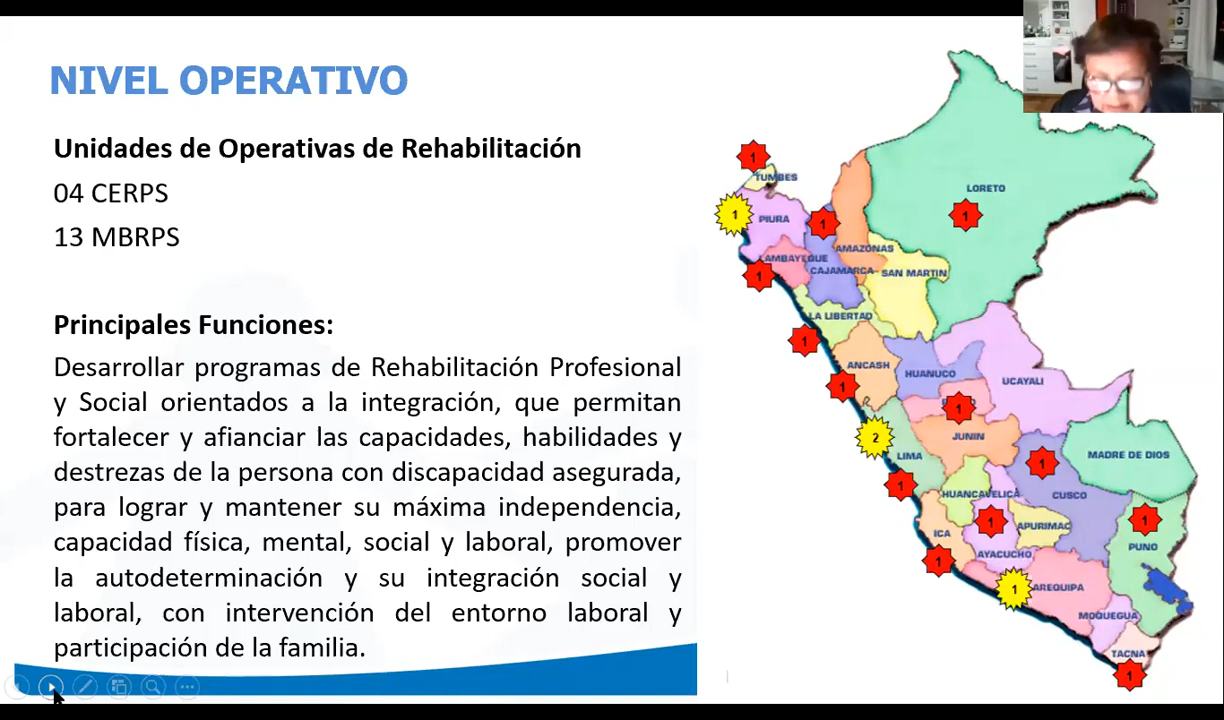 NIVEL OPERATIVO
Unidades de Operativas de Rehabilitación
04 CERPS
13 MBRPS
Principales Funciones:
Desarrollar programas de Rehabilitación Profesional
y Social orientados a la integración, que permitan
fortalecer y afianciar las capacidades, habilidades y
destrezas de la persona con discapacidad asegurada,
para lograr y mantener su máxima independencia,
capacidad física, mental, social y laboral, promover
la autodeterminación y su integración social y
laboral, con intervención del entorno laboral y
participación de la familia.
1
TUMBES
LORETO
1
PIURA
1
1
AMAZONAS
LAMBAYEQUE
CAJAMARCA
SAN MARTIN
1
LA LIBERTAD
1
ANCASH
HUANUCO
UCAYALI
1
1
2
JUNIN
LIMA
MADRE DE DIOS
1
1
HUANCAVELICA
CUSCO
ICA
1
APURIMAC
1
PUNO
AYACUCHO
1
1
AREQUIPA
MOQUEGUA
TACNA
1